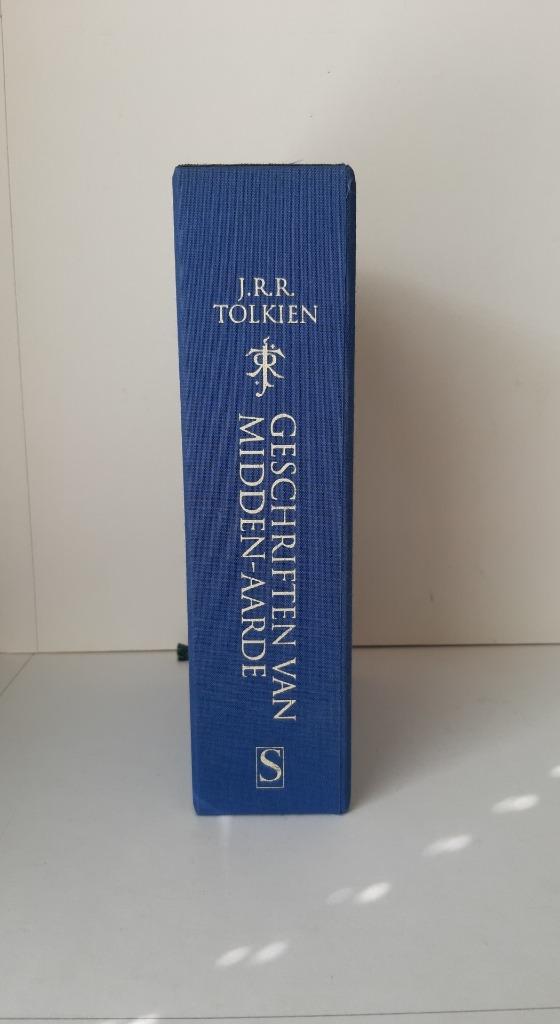 J.R.R.
TOLKIEN
GESCHRIFTEN VAN
MIDDEN-AARDE
S